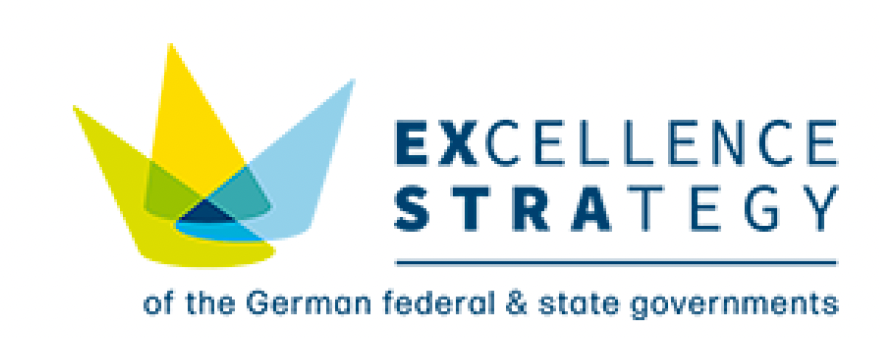 EXCELLENCE
STRATEGY
of the German federal & state governments